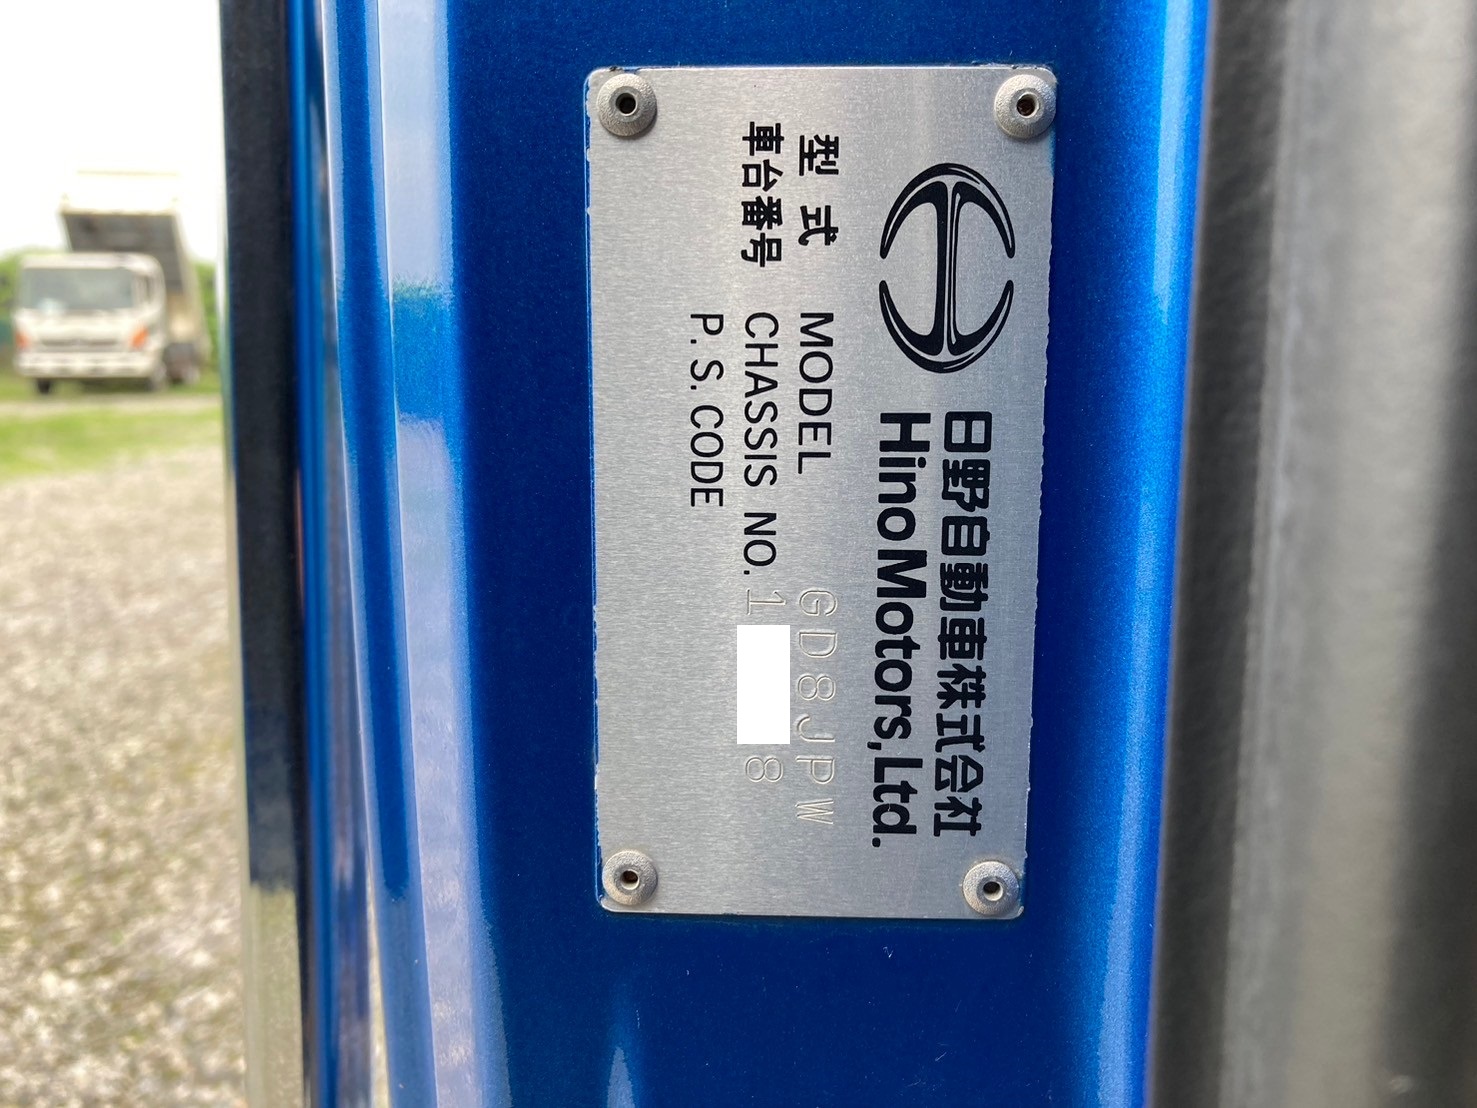 日野自動車株式会社
Hino Motors, Ltd.
型 式 MODEL GD8JPW
車台番号 CHASSIS NO. 1 8
P. S. CODE